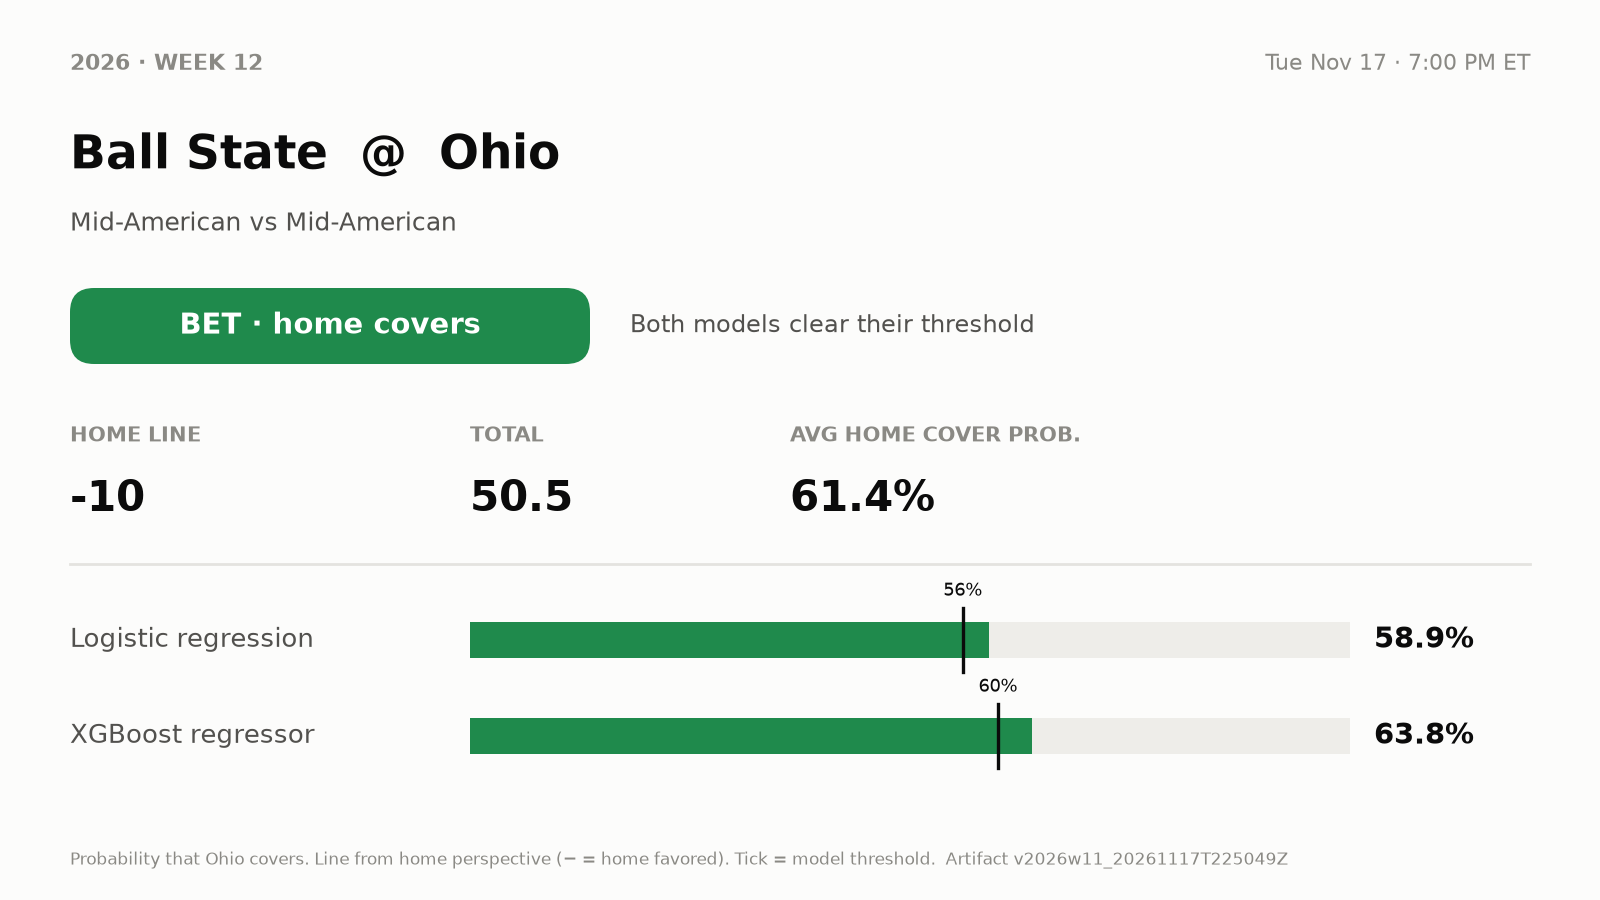 2026 · WEEK 12
Tue Nov 17 · 7:00 PM ET
Ball State @ Ohio
Mid-American vs Mid-American
BET · home covers
Both models clear their threshold
HOME LINE
TOTAL
AVG HOME COVER PROB.
-10
50.5
61.4%
56%
Logistic regression
58.9%
60%
XGBoost regressor
63.8%
Probability that Ohio covers. Line from home perspective (− = home favored). Tick = model threshold. Artifact v2026w11_20261117T225049Z